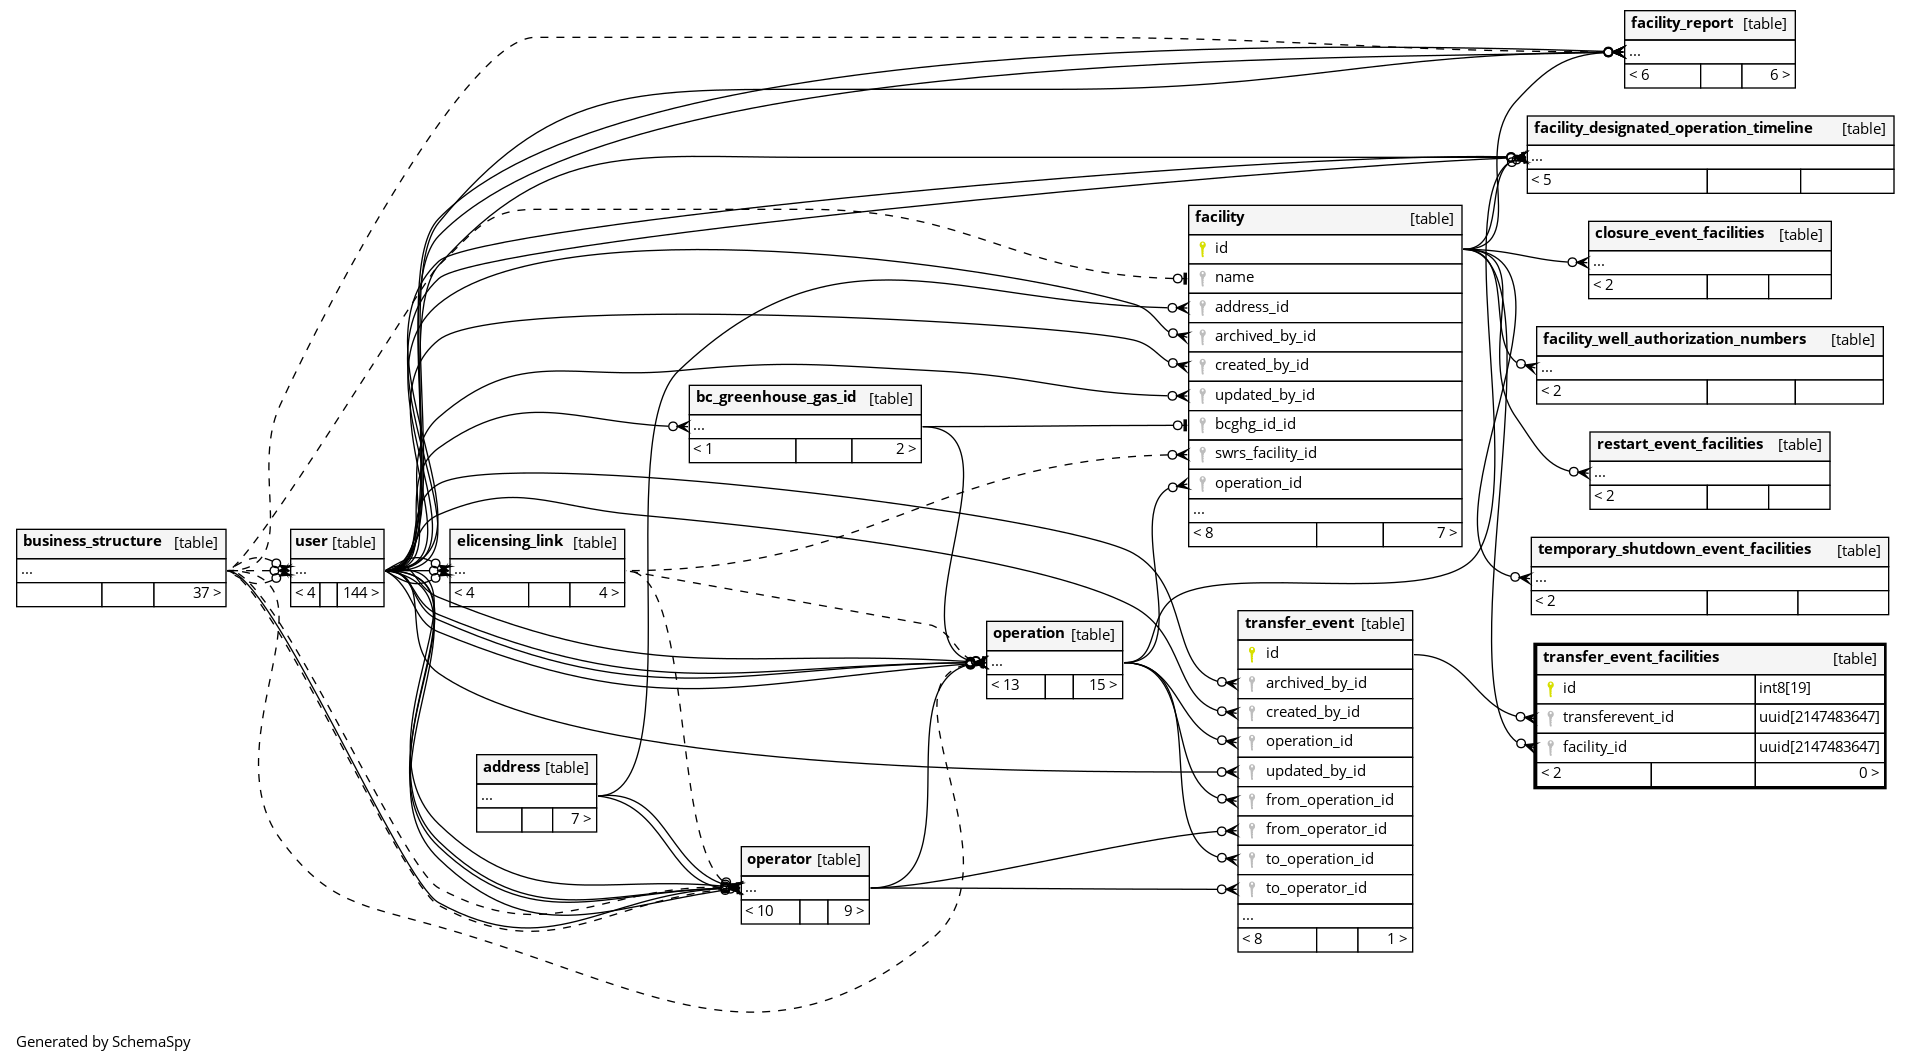 facility_report [table]
...
< 6 6 >
facility_designated_operation_timeline [table]
...
< 5
facility [table]
id
name
address_id
archived_by_id
created_by_id
updated_by_id
bcghg_id_id
swrs_facility_id
operation_id
...
< 8 7 >
closure_event_facilities [table]
...
< 2
facility_well_authorization_numbers [table]
...
< 2
bc_greenhouse_gas_id [table]
...
< 1 2 >
restart_event_facilities [table]
...
< 2
business_structure [table]
...
37 >
user [table]
...
< 4 144 >
elicensing_link [table]
...
< 4 4 >
temporary_shutdown_event_facilities [table]
...
< 2
operation [table]
...
< 13 15 >
transfer_event [table]
id
archived_by_id
created_by_id
operation_id
updated_by_id
from_operation_id
from_operator_id
to_operation_id
to_operator_id
...
< 8 1 >
transfer_event_facilities [table]
id int8[19]
transferevent_id uuid[2147483647]
facility_id uuid[2147483647]
< 2 0 >
address [table]
...
7 >
operator [table]
...
< 10 9 >
Generated by SchemaSpy